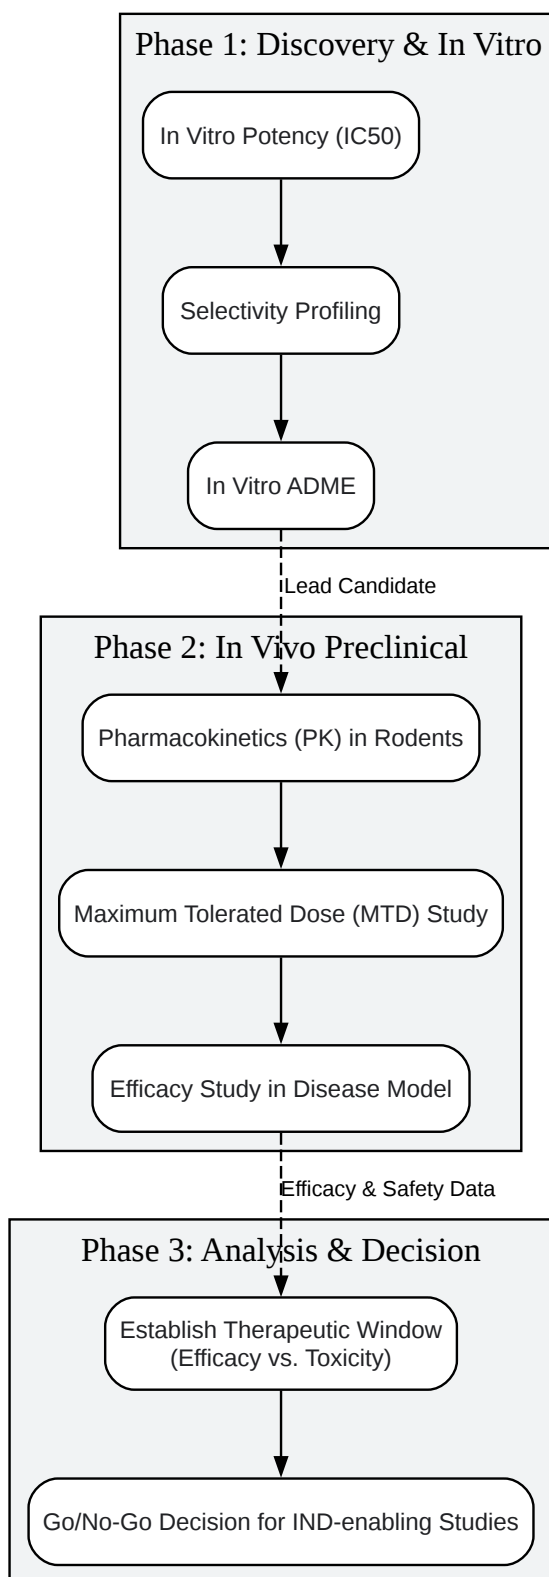 Phase 1: Discovery & In Vitro
In Vitro Potency (IC50)
Selectivity Profiling
In Vitro ADME
Lead Candidate
Phase 2: In Vivo Preclinical
Pharmacokinetics (PK) in Rodents
Maximum Tolerated Dose (MTD) Study
Efficacy Study in Disease Model
Efficacy & Safety Data
Phase 3: Analysis & Decision
Establish Therapeutic Window
(Efficacy vs. Toxicity)
Go/No-Go Decision for IND-enabling Studies